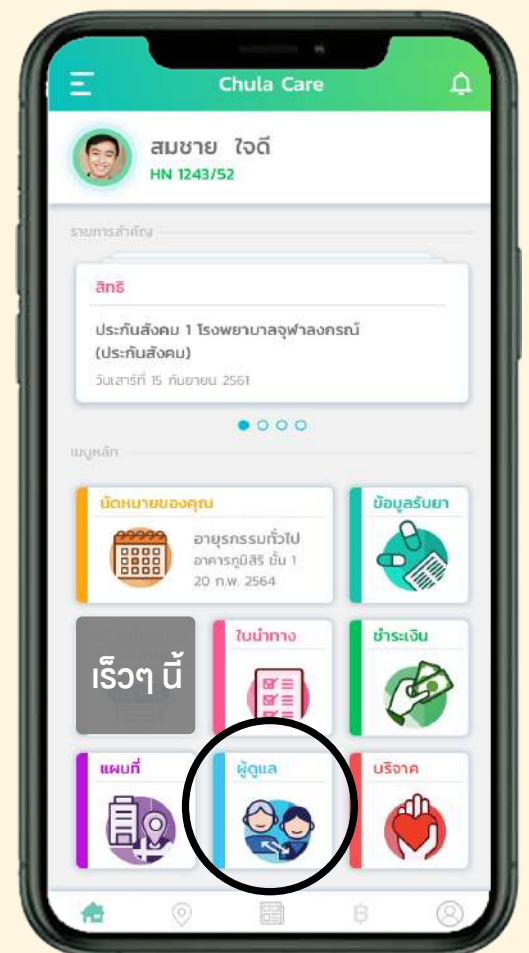 Chula Care
สมชาย ใจดี
HN 1243/52
รายการสำคัญ
สิทธิ
ประกันสังคม 1 โรงพยาบาลจุฬาลงกรณ์
(ประกันสังคม)
วันเสาร์ที่ 15 กันยายน 2561
เมนูหลัก
นัดหมายของคุณ
อายุรกรรมทั่วไป
อาคารภูมิสิริ ชั้น 1
20 ก.พ. 2564
ข้อมูลรับยา
เร็วๆ นี้
ใบนำทาง
ชำระเงิน
แผนที่
ผู้ดูแล
บริจาค